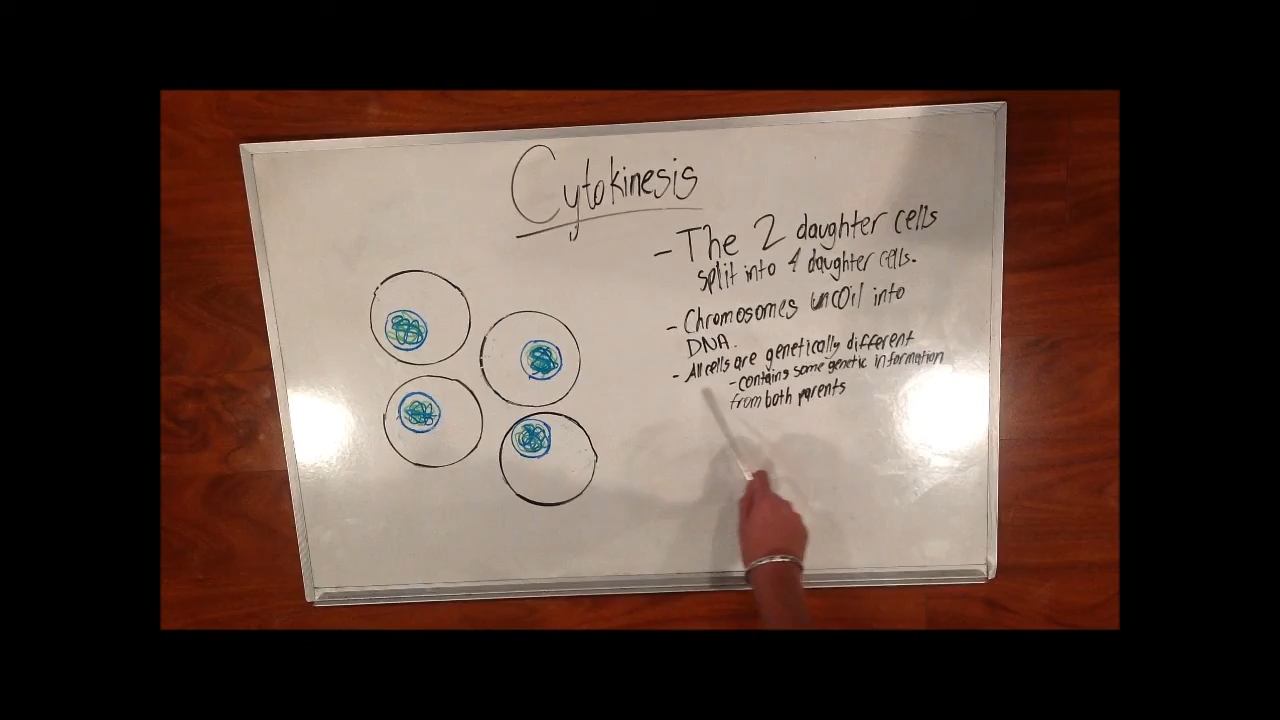 Cytokinesis
- The 2 daughter cells
split into 4 daughter cells.
- Chromosomes uncoil into
DNA.
- All cells are genetically different
- contains some genetic information
from both parents